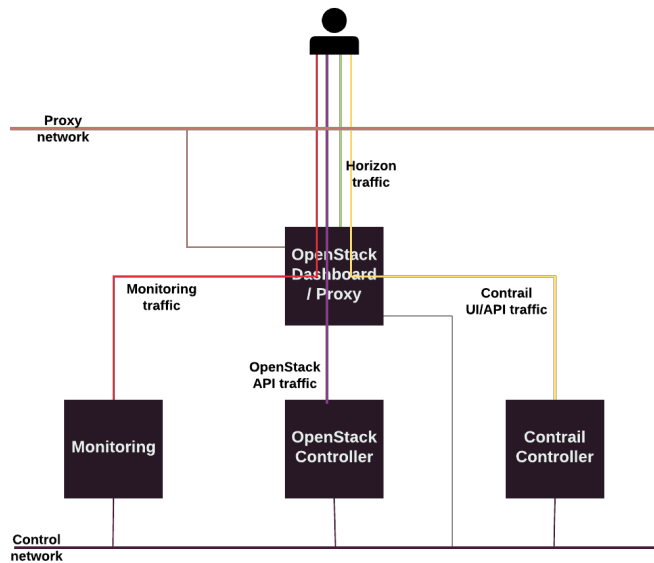 Proxy
network
Horizon
traffic
OpenStack
Dashboard
/ Proxy
Monitoring
traffic
Contrail
UI/API traffic
OpenStack
API traffic
Monitoring
OpenStack
Controller
Contrail
Controller
Control
network